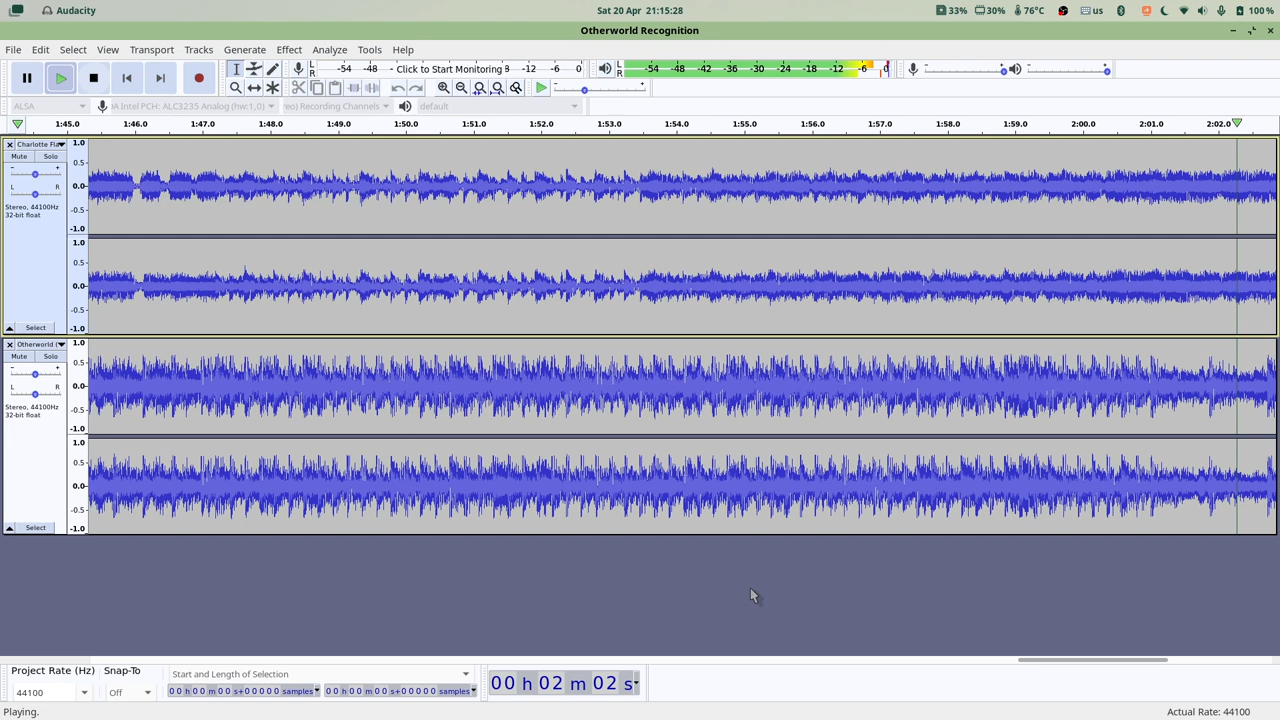 Audacity Sat 20 Apr 21:15:28 33% 30% 76°C us 100%
Otherworld Recognition
File Edit Select View Transport Tracks Generate Effect Analyze Tools Help
L R -54 -48 - Click to Start Monitoring 3 -12 -6 0 L R -54 -48 -42 -36 -30 -24 -18 -12 -6 0
ALSA IA Intel PCH: ALC3235 Analog (hw:1,0) eo) Recording Channels default
1:45.0 1:46.0 1:47.0 1:48.0 1:49.0 1:50.0 1:51.0 1:52.0 1:53.0 1:54.0 1:55.0 1:56.0 1:57.0 1:58.0 1:59.0 2:00.0 2:01.0 2:02.0
Charlotte Fla 1.0
Mute Solo 0.5
- +
L R 0.0
Stereo, 44100Hz -0.5
32-bit float
-1.0
1.0
0.5
0.0
-0.5
Select -1.0
Otherworld ( 1.0
Mute Solo 0.5
- +
L R 0.0
Stereo, 44100Hz -0.5
32-bit float
-1.0
1.0
0.5
0.0
-0.5
Select -1.0
Project Rate (Hz) Snap-To Start and Length of Selection
44100 Off 00 h 00 m 00 s+00000 samples 00 h 00 m 00 s+00000 samples 00 h 02 m 02 s
Playing. Actual Rate: 44100